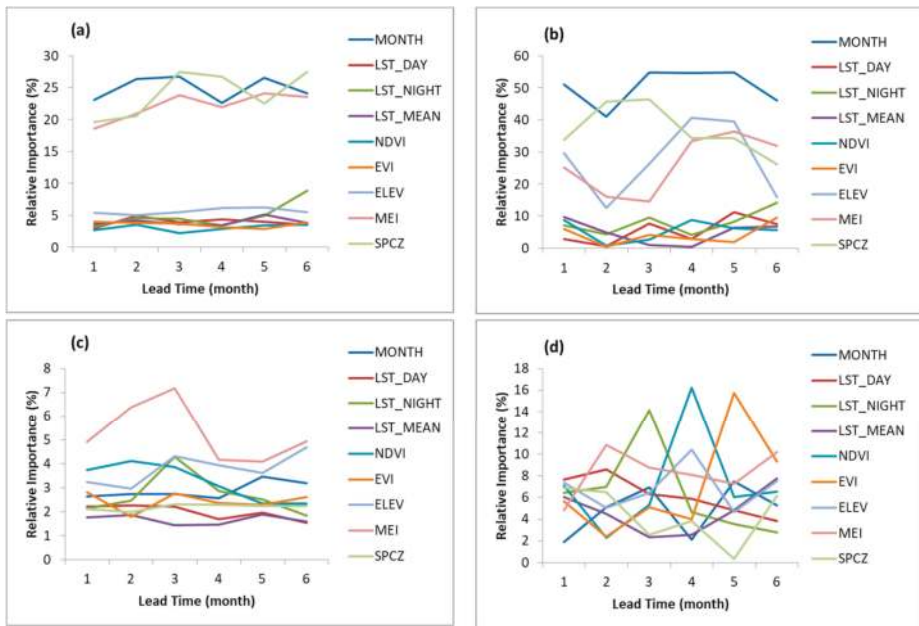 (a)
30
25
20
15
10
5
0
Relative Importance (%)
1 2 3 4 5 6
Lead Time (month)
MONTH
LST_DAY
LST_NIGHT
LST_MEAN
NDVI
EVI
ELEV
MEI
SPCZ
(b)
60
50
40
30
20
10
0
Relative Importance (%)
1 2 3 4 5 6
Lead Time (month)
MONTH
LST_DAY
LST_NIGHT
LST_MEAN
NDVI
EVI
ELEV
MEI
SPCZ
(c)
8
7
6
5
4
3
2
1
0
Relative Importance (%)
1 2 3 4 5 6
Lead Time (month)
MONTH
LST_DAY
LST_NIGHT
LST_MEAN
NDVI
EVI
ELEV
MEI
SPCZ
(d)
18
16
14
12
10
8
6
4
2
0
Relative Importance (%)
1 2 3 4 5 6
Lead Time (month)
MONTH
LST_DAY
LST_NIGHT
LST_MEAN
NDVI
EVI
ELEV
MEI
SPCZ